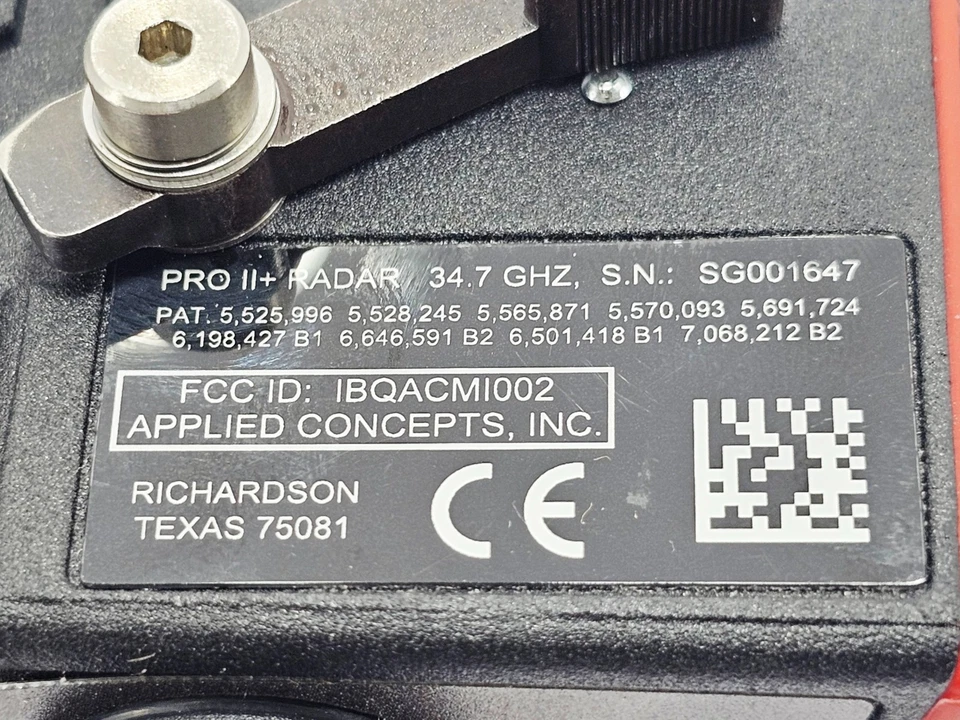 PRO II+ RADAR 34.7 GHZ, S.N.: SG001647
PAT. 5,525,996 5,528,245 5,565,871 5,570,093 5,691,724
6,198,427 B1 6,646,591 B2 6,501,418 B1 7,068,212 B2
FCC ID: IBQACMI002
APPLIED CONCEPTS, INC.
RICHARDSON
TEXAS 75081
CE